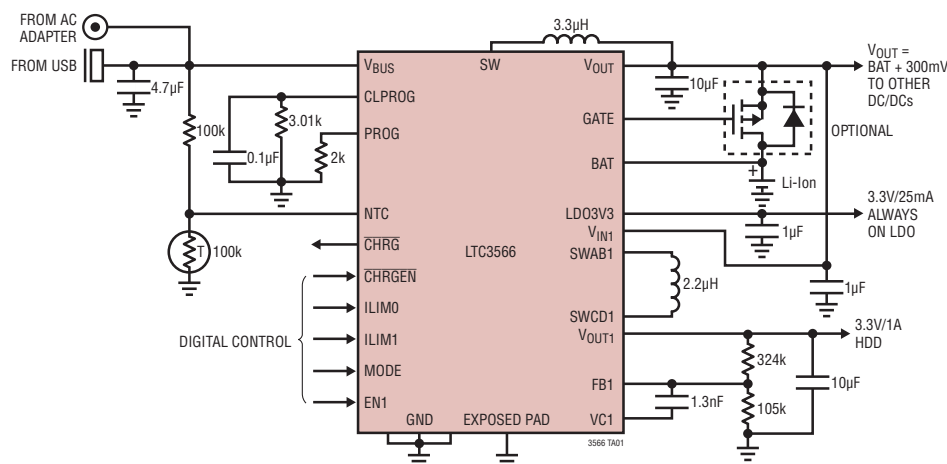 FROM AC
ADAPTER
FROM USB
4.7µF
100k
0.1µF
3.01k
2k
T
100k
DIGITAL CONTROL
3.3µH
VBUS
SW
VOUT
CLPROG
PROG
GATE
BAT
NTC
LDO3V3
VIN1
CHRG
LTC3566
SWAB1
CHRGEN
ILIM0
SWCD1
VOUT1
ILIM1
MODE
FB1
EN1
VC1
GND
EXPOSED PAD
3566 TA01
10µF
VOUT =
BAT + 300mV
TO OTHER
DC/DCs
OPTIONAL
+
Li-Ion
3.3V/25mA
ALWAYS
ON LDO
1µF
2.2µH
1µF
3.3V/1A
HDD
324k
10µF
1.3nF
105k